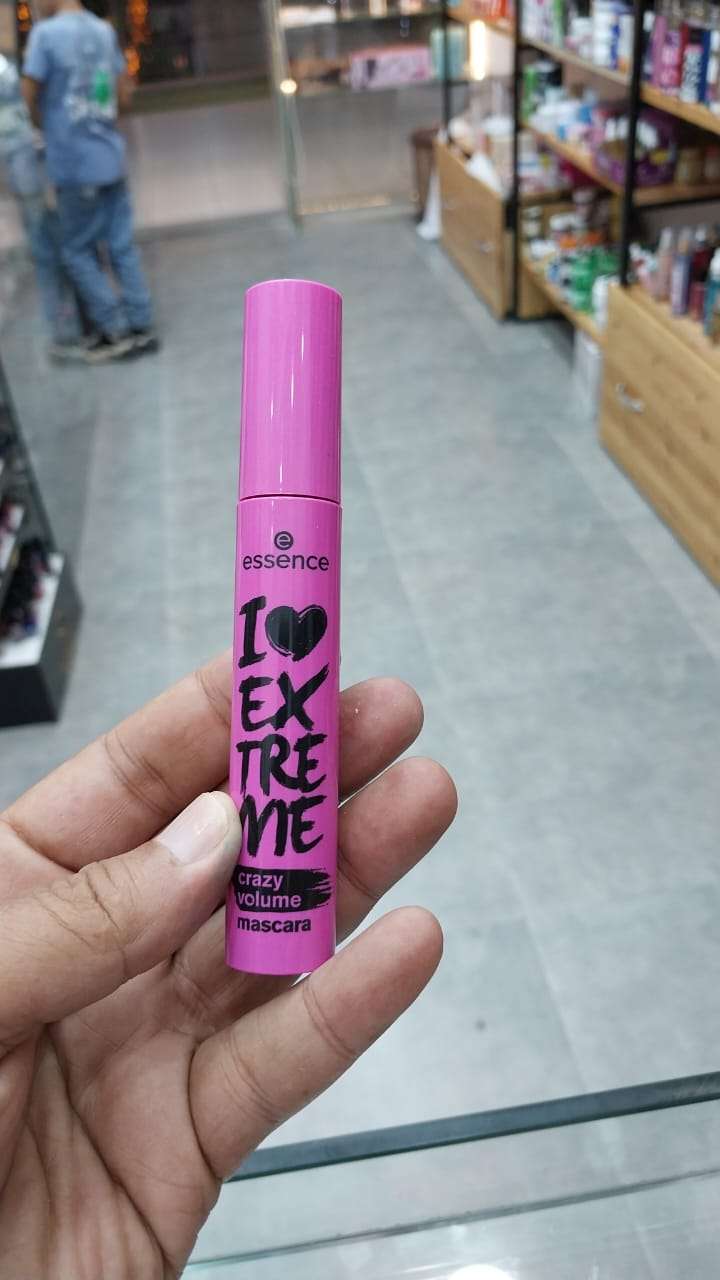 e
essence
I ♥
EX
TRE
ME
crazy
volume
mascara